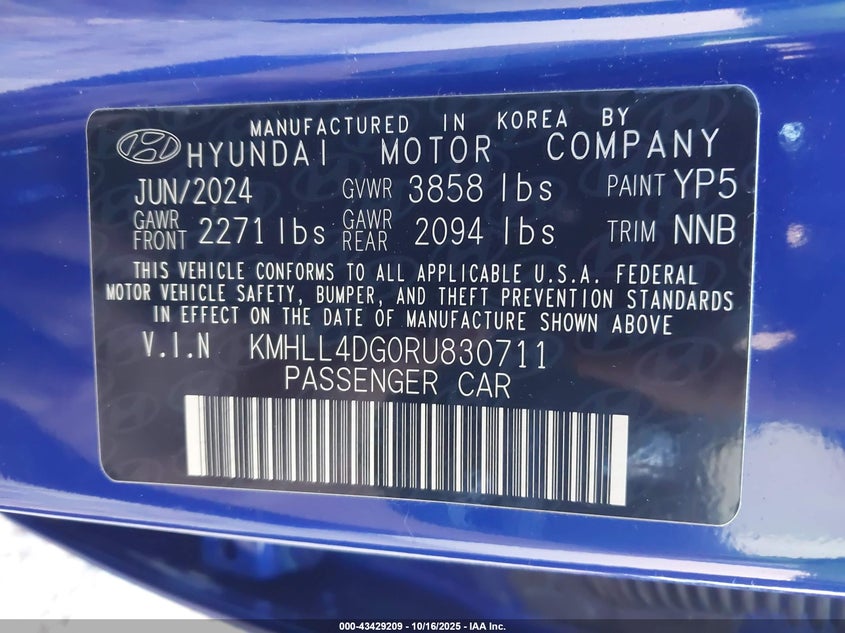 MANUFACTURED IN KOREA BY
HYUNDAI MOTOR COMPANY
JUN/2024 GVWR 3858 lbs PAINT YP5
GAWR FRONT 2271 lbs GAWR REAR 2094 lbs TRIM NNB
THIS VEHICLE CONFORMS TO ALL APPLICABLE U.S.A. FEDERAL
MOTOR VEHICLE SAFETY, BUMPER, AND THEFT PREVENTION STANDARDS
IN EFFECT ON THE DATE OF MANUFACTURE SHOWN ABOVE
V.I.N KMHLL4DG0RU830711
PASSENGER CAR
000-43429209 - 10/16/2025 - IAA Inc.